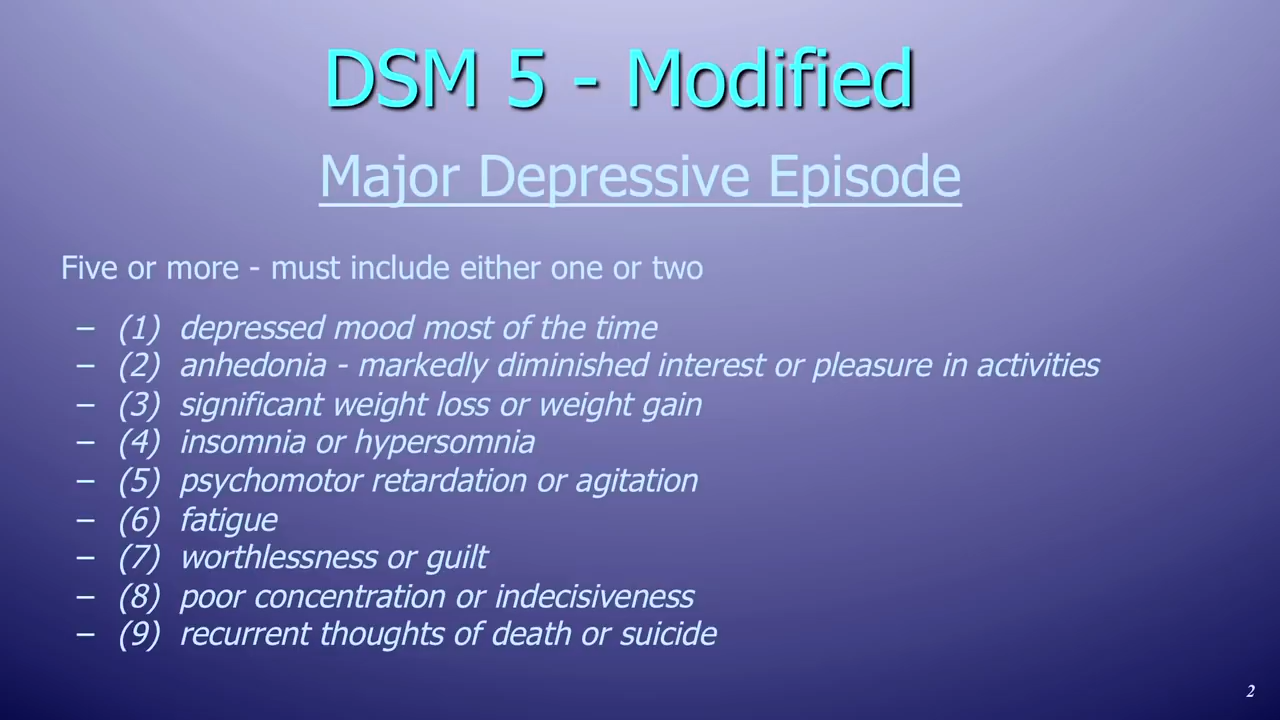 DSM 5 - Modified
Major Depressive Episode
Five or more - must include either one or two
– (1) depressed mood most of the time
– (2) anhedonia - markedly diminished interest or pleasure in activities
– (3) significant weight loss or weight gain
– (4) insomnia or hypersomnia
– (5) psychomotor retardation or agitation
– (6) fatigue
– (7) worthlessness or guilt
– (8) poor concentration or indecisiveness
– (9) recurrent thoughts of death or suicide
2